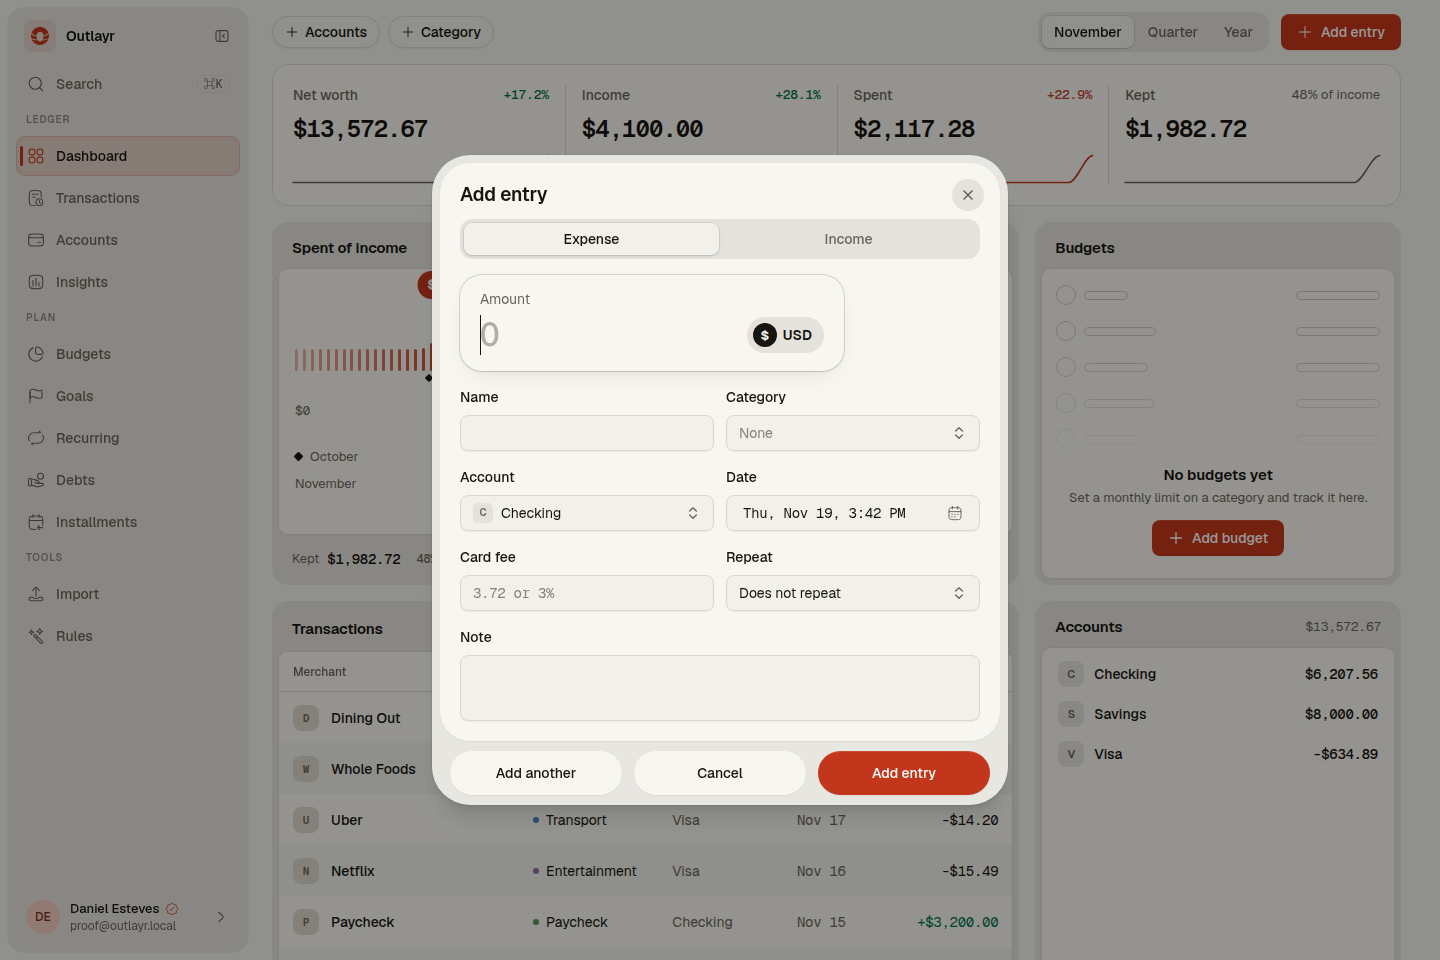 Outlayr
Search
⌘K
LEDGER
Dashboard
Transactions
Accounts
Insights
PLAN
Budgets
Goals
Recurring
Debts
Installments
TOOLS
Import
Rules
DE
Daniel Esteves
proof@outlayr.local
Accounts
Category
November
Quarter
Year
Add entry
Net worth
+17.2%
$13,572.67
Income
+28.1%
$4,100.00
Spent
+22.9%
$2,117.28
Kept
48% of income
$1,982.72
Spent of income
$0
October
November
Kept $1,982.72
Add entry
Expense
Income
Amount
0
$ USD
Name
Category
None
Account
Date
C Checking
Thu, Nov 19, 3:42 PM
Card fee
Repeat
3.72 or 3%
Does not repeat
Note
Add another
Cancel
Add entry
Budgets
No budgets yet
Set a monthly limit on a category and track it here.
Add budget
Transactions
Merchant
D Dining Out
W Whole Foods
U Uber Transport Visa Nov 17 -$14.20
N Netflix Entertainment Visa Nov 16 -$15.49
P Paycheck Paycheck Checking Nov 15 +$3,200.00
Accounts
$13,572.67
C Checking $6,207.56
S Savings $8,000.00
V Visa -$634.89